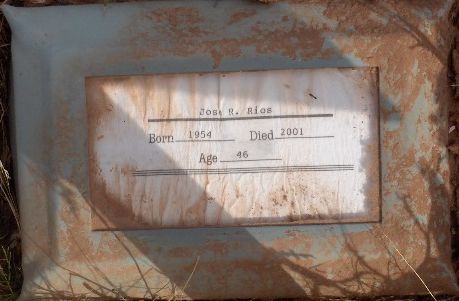 Jose R. Rios
Born 1954 Died 2001
Age 46